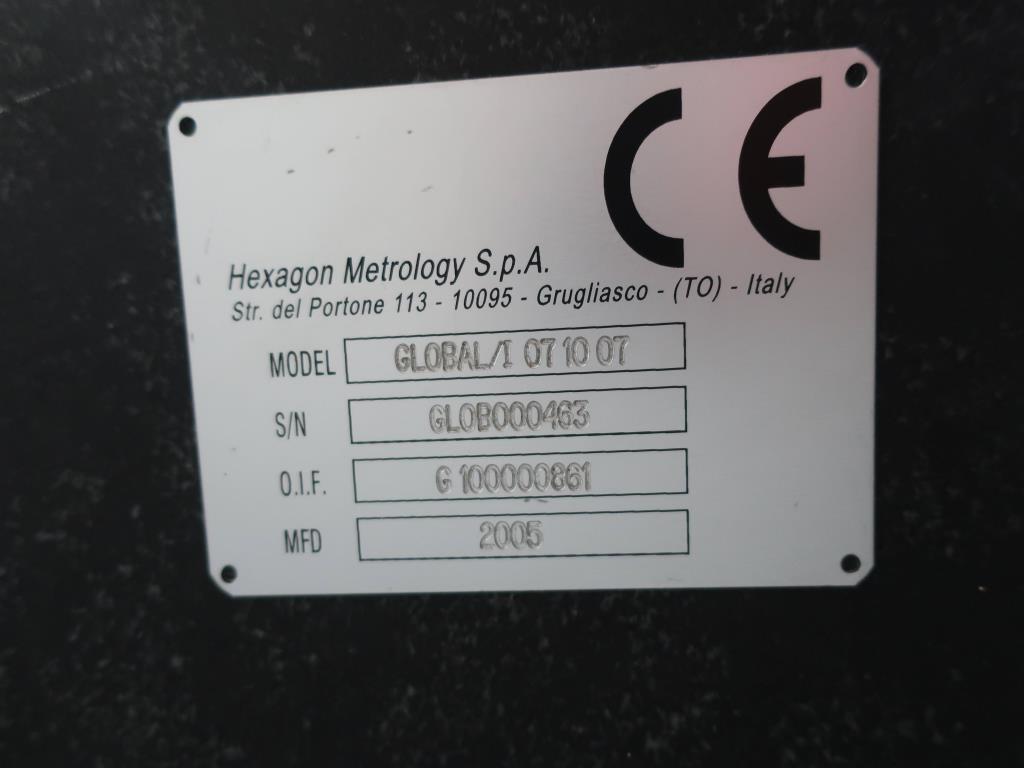 CE
Hexagon Metrology S.p.A.
Str. del Portone 113 - 10095 - Grugliasco - (TO) - Italy
MODEL GLOBAL/I 07 10 07
S/N GLOB000463
O.I.F. G 100000861
MFD 2005